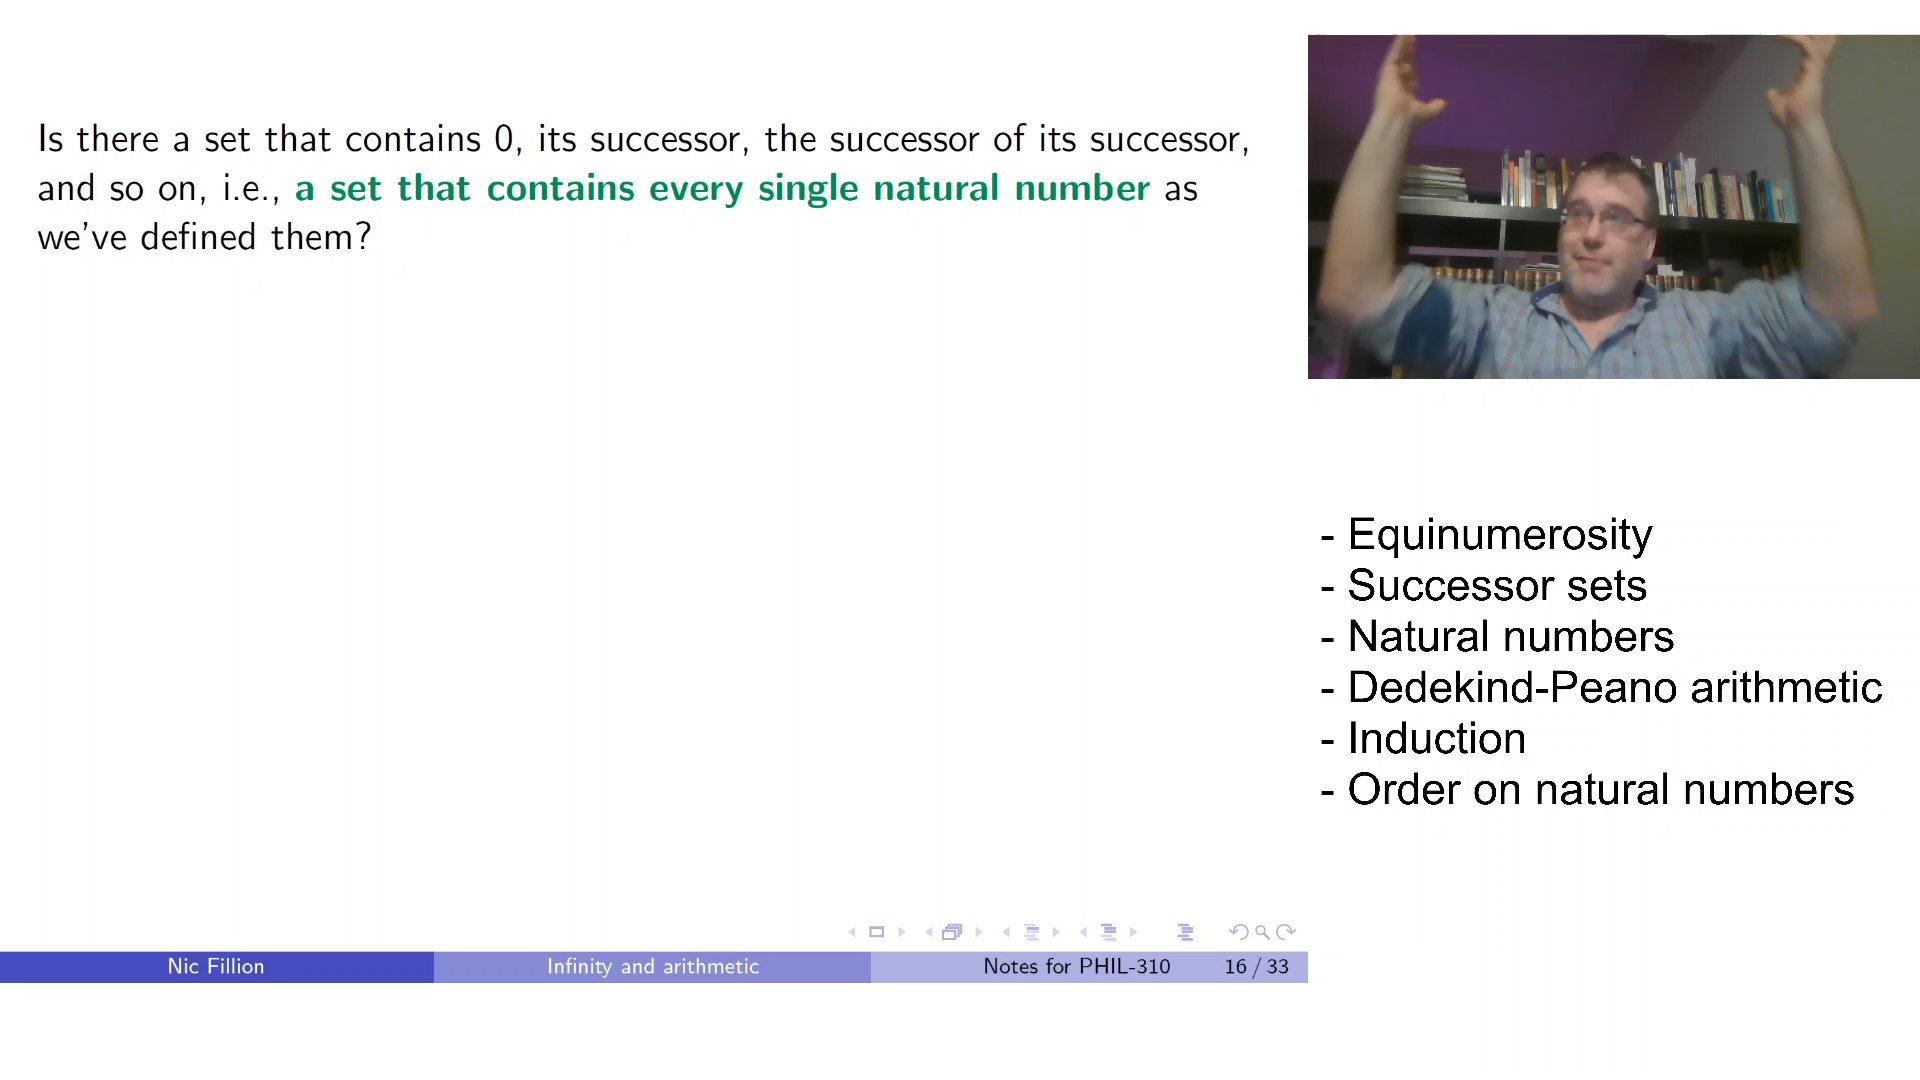 Is there a set that contains 0, its successor, the successor of its successor,
and so on, i.e., a set that contains every single natural number as
we've defined them?
- Equinumerosity
- Successor sets
- Natural numbers
- Dedekind-Peano arithmetic
- Induction
- Order on natural numbers
Nic Fillion Infinity and arithmetic Notes for PHIL-310 16 / 33